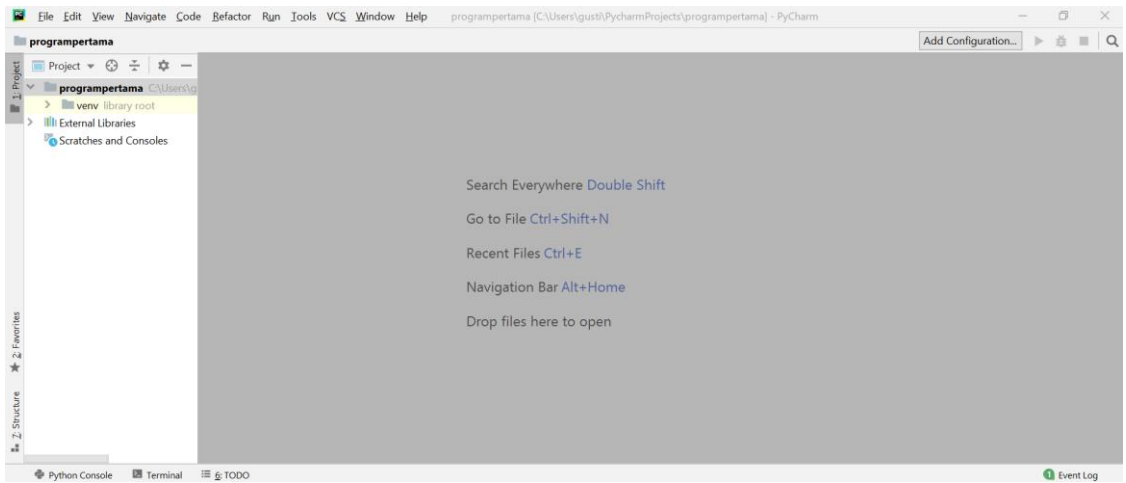 File Edit View Navigate Code Refactor Run Tools VCS Window Help programpertama [C:\Users\gusti\PycharmProjects\programpertama] - PyCharm
programpertama Add Configuration...
1: Project
Project
programpertama C:\Users\g
venv library root
External Libraries
Scratches and Consoles
Search Everywhere Double Shift
Go to File Ctrl+Shift+N
Recent Files Ctrl+E
Navigation Bar Alt+Home
Drop files here to open
2: Favorites
7: Structure
Python Console Terminal 6: TODO 1 Event Log